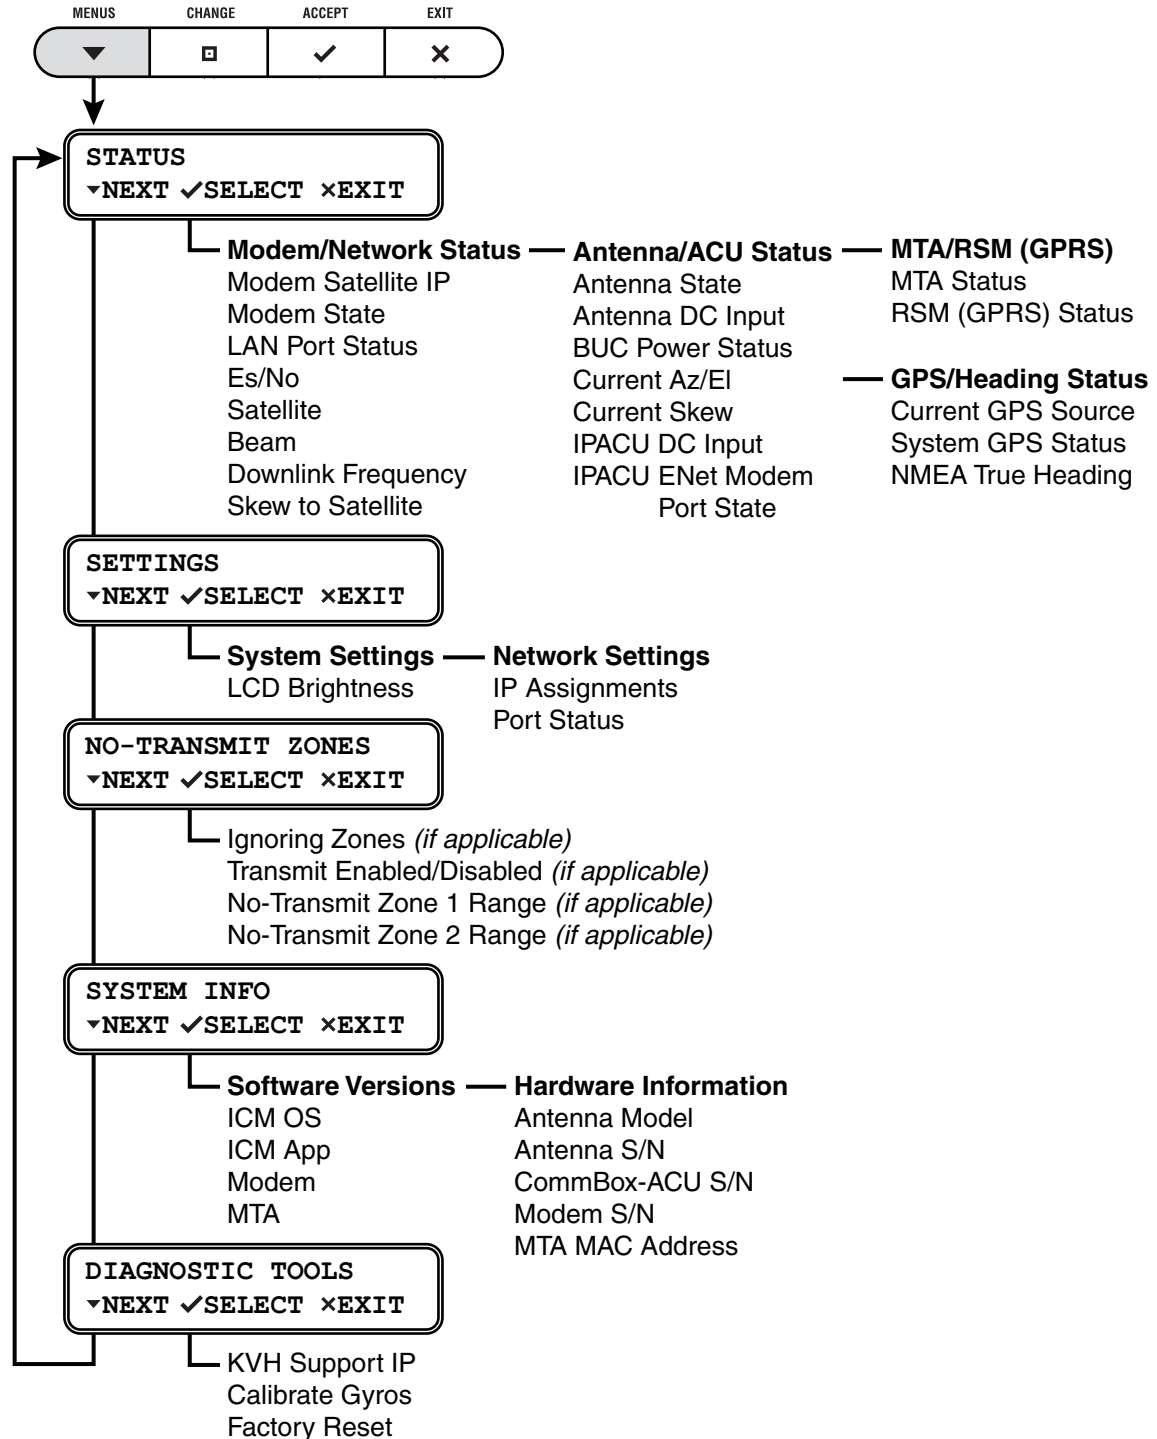 MENUS CHANGE ACCEPT EXIT
STATUS
▾NEXT ✓SELECT ×EXIT
Modem/Network Status
Modem Satellite IP
Modem State
LAN Port Status
Es/No
Satellite
Beam
Downlink Frequency
Skew to Satellite
Antenna/ACU Status
Antenna State
Antenna DC Input
BUC Power Status
Current Az/El
Current Skew
IPACU DC Input
IPACU ENet Modem
Port State
MTA/RSM (GPRS)
MTA Status
RSM (GPRS) Status
GPS/Heading Status
Current GPS Source
System GPS Status
NMEA True Heading
SETTINGS
▾NEXT ✓SELECT ×EXIT
System Settings
LCD Brightness
Network Settings
IP Assignments
Port Status
NO-TRANSMIT ZONES
▾NEXT ✓SELECT ×EXIT
Ignoring Zones (if applicable)
Transmit Enabled/Disabled (if applicable)
No-Transmit Zone 1 Range (if applicable)
No-Transmit Zone 2 Range (if applicable)
SYSTEM INFO
▾NEXT ✓SELECT ×EXIT
Software Versions
ICM OS
ICM App
Modem
MTA
Hardware Information
Antenna Model
Antenna S/N
CommBox-ACU S/N
Modem S/N
MTA MAC Address
DIAGNOSTIC TOOLS
▾NEXT ✓SELECT ×EXIT
KVH Support IP
Calibrate Gyros
Factory Reset